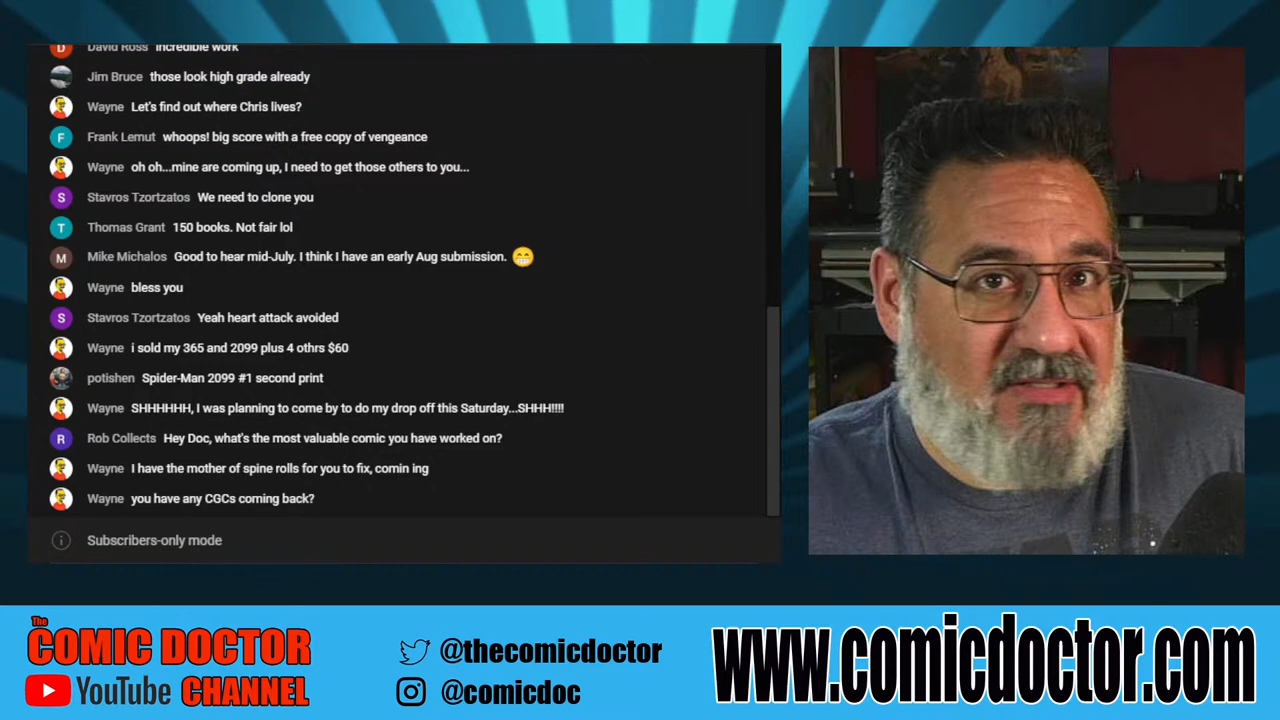 David Ross incredible work
Jim Bruce those look high grade already
Wayne Let's find out where Chris lives?
F Frank Lemut whoops! big score with a free copy of vengeance
Wayne oh oh...mine are coming up, I need to get those others to you...
S Stavros Tzortzatos We need to clone you
T Thomas Grant 150 books. Not fair lol
M Mike Michalos Good to hear mid-July. I think I have an early Aug submission.
Wayne bless you
S Stavros Tzortzatos Yeah heart attack avoided
Wayne i sold my 365 and 2099 plus 4 othrs $60
potishen Spider-Man 2099 #1 second print
Wayne SHHHHHH, I was planning to come by to do my drop off this Saturday...SHHH!!!!
R Rob Collects Hey Doc, what's the most valuable comic you have worked on?
Wayne I have the mother of spine rolls for you to fix, comin ing
Wayne you have any CGCs coming back?
Subscribers-only mode
The
COMIC DOCTOR
YouTube CHANNEL
@thecomicdoctor
@comicdoc
www.comicdoctor.com